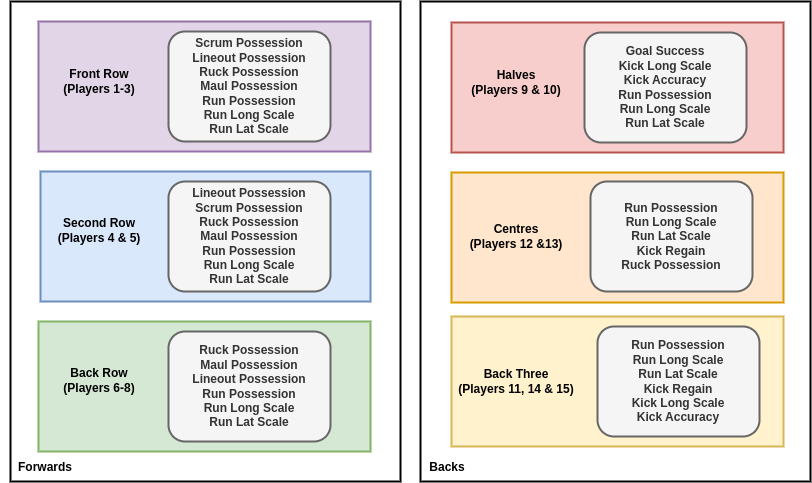 Front Row
(Players 1-3)
Scrum Possession
Lineout Possession
Ruck Possession
Maul Possession
Run Possession
Run Long Scale
Run Lat Scale
Second Row
(Players 4 & 5)
Lineout Possession
Scrum Possession
Ruck Possession
Maul Possession
Run Possession
Run Long Scale
Run Lat Scale
Back Row
(Players 6-8)
Ruck Possession
Maul Possession
Lineout Possession
Run Possession
Run Long Scale
Run Lat Scale
Forwards
Halves
(Players 9 & 10)
Goal Success
Kick Long Scale
Kick Accuracy
Run Possession
Run Long Scale
Run Lat Scale
Centres
(Players 12 &13)
Run Possession
Run Long Scale
Run Lat Scale
Kick Regain
Ruck Possession
Back Three
(Players 11, 14 & 15)
Run Possession
Run Long Scale
Run Lat Scale
Kick Regain
Kick Long Scale
Kick Accuracy
Backs